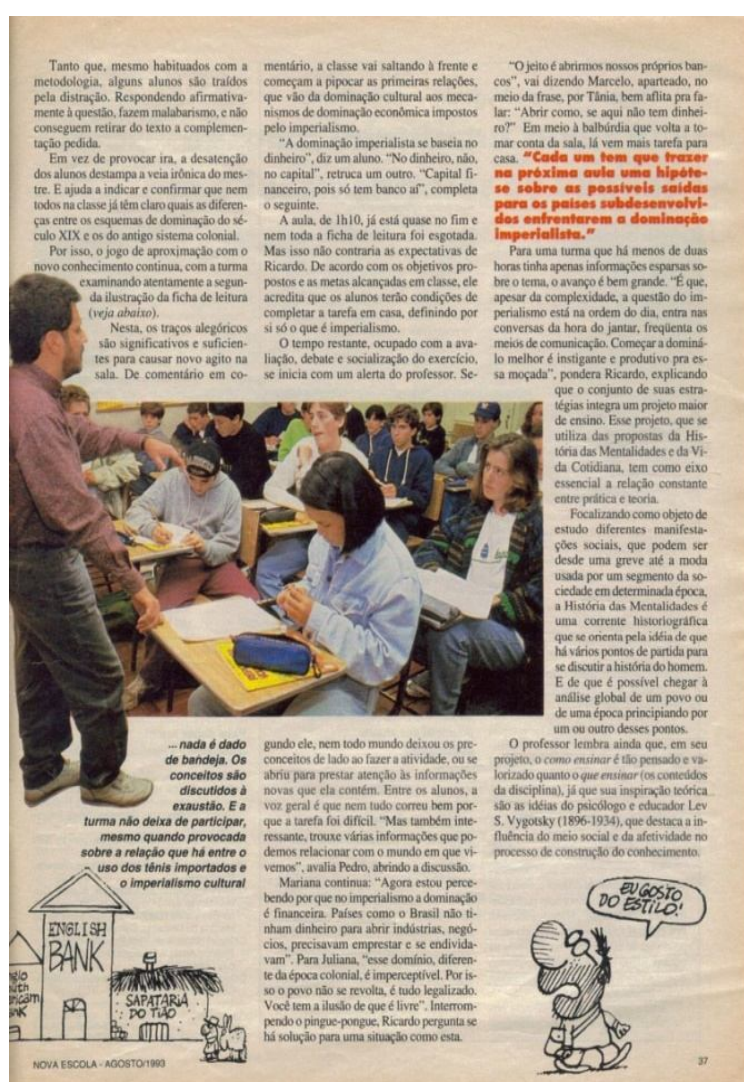 Tanto que, mesmo habituados com a
metodologia, alguns alunos são traídos
pela distração. Respondendo afirmativa-
mente à questão, fazem malabarismo, e não
conseguem retirar do texto a complemen-
tação pedida.
Em vez de provocar ira, a desatenção
dos alunos destampa a veia irônica do mes-
tre. E ajuda a indicar e confirmar que nem
todos na classe já têm claro quais as diferen-
ças entre os esquemas de dominação do sé-
culo XIX e os do antigo sistema colonial.
Por isso, o jogo de aproximação com o
novo conhecimento continua, com a turma
examinando atentamente a segun-
da ilustração da ficha de leitura
(veja abaixo).
Nesta, os traços alegóricos
são significativos e suficien-
tes para causar novo agito na
sala. De comentário em co-
mentário, a classe vai saltando à frente e
começam a pipocar as primeiras relações,
que vão da dominação cultural aos meca-
nismos de dominação econômica impostos
pelo imperialismo.
"A dominação imperialista se baseia no
dinheiro", diz um aluno. "No dinheiro, não,
no capital", retruca um outro. "Capital fi-
nanceiro, pois só tem banco aí", completa
o seguinte.
A aula, de 1h10, já está quase no fim e
nem toda a ficha de leitura foi esgotada.
Mas isso não contraria as expectativas de
Ricardo. De acordo com os objetivos pro-
postos e as metas alcançadas em classe, ele
acredita que os alunos terão condições de
completar a tarefa em casa, definindo por
si só o que é imperialismo.
O tempo restante, ocupado com a ava-
liação, debate e socialização do exercício,
se inicia com um alerta do professor. Se-
gundo ele, nem todo mundo deixou os pre-
conceitos de lado ao fazer a atividade, ou se
abriu para prestar atenção às informações
novas que ela contém. Entre os alunos, a
voz geral é que nem tudo correu bem por-
que a tarefa foi difícil. "Mas também inte-
ressante, trouxe várias informações que po-
demos relacionar com o mundo em que vi-
vemos", avalia Pedro, abrindo a discussão.
Mariana continua: "Agora estou perce-
bendo por que no imperialismo a dominação
é financeira. Países como o Brasil não ti-
nham dinheiro para abrir indústrias, negó-
cios, precisavam emprestar e se endivida-
vam". Para Juliana, "esse domínio, diferen-
te da época colonial, é imperceptível. Por is-
so o povo não se revolta, é tudo legalizado.
Você tem a ilusão de que é livre". Interrom-
pendo o pingue-pongue, Ricardo pergunta se
há solução para uma situação como esta.
"O jeito é abrirmos nossos próprios ban-
cos", vai dizendo Marcelo, aparteado, no
meio da frase, por Tânia, bem aflita pra fa-
lar: "Abrir como, se aqui não tem dinhei-
ro?" Em meio à balbúrdia que volta a to-
mar conta da sala, lá vem mais tarefa para
casa. "Cada um tem que trazer
na próxima aula uma hipóte-
se sobre as possíveis saídas
para os países subdesenvolvi-
dos enfrentarem a dominação
imperialista."
Para uma turma que há menos de duas
horas tinha apenas informações esparsas so-
bre o tema, o avanço é bem grande. "É que,
apesar da complexidade, a questão do im-
perialismo está na ordem do dia, entra nas
conversas da hora do jantar, freqüenta os
meios de comunicação. Começar a dominá-
lo melhor é instigante e produtivo pra es-
sa moçada", pondera Ricardo, explicando
que o conjunto de suas estra-
tégias integra um projeto maior
de ensino. Esse projeto, que se
utiliza das propostas da His-
tória das Mentalidades e da Vi-
da Cotidiana, tem como eixo
essencial a relação constante
entre prática e teoria.
Focalizando como objeto de
estudo diferentes manifesta-
ções sociais, que podem ser
desde uma greve até a moda
usada por um segmento da so-
ciedade em determinada época,
a História das Mentalidades é
uma corrente historiográfica
que se orienta pela idéia de que
há vários pontos de partida para
se discutir a história do homem.
E de que é possível chegar à
análise global de um povo ou
de uma época principiando por
um ou outro desses pontos.
O professor lembra ainda que, em seu
projeto, o como ensinar é tão pensado e va-
lorizado quanto o que ensinar (os conteúdos
da disciplina), já que sua inspiração teórica
são as idéias do psicólogo e educador Lev
S. Vygotsky (1896-1934), que destaca a in-
fluência do meio social e da afetividade no
processo de construção do conhecimento.
... nada é dado
de bandeja. Os
conceitos são
discutidos à
exaustão. E a
turma não deixa de participar,
mesmo quando provocada
sobre a relação que há entre o
uso dos tênis importados e
o imperialismo cultural
ENGLISH
BANK
SAPATARIA
DO TIÃO
EU GOSTO
DO ESTILO!
NOVA ESCOLA - AGOSTO/1993
37